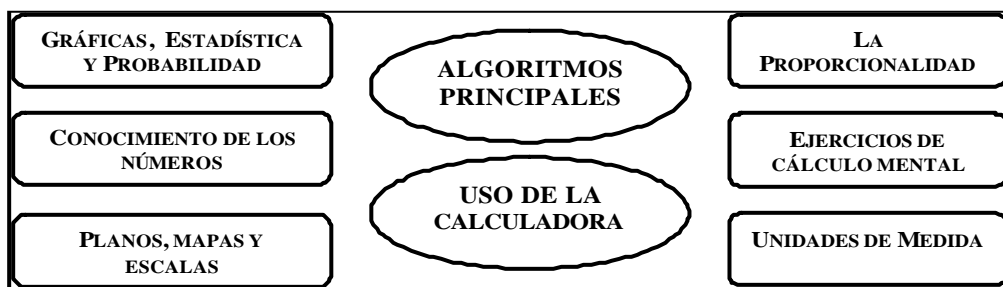 GRÁFICAS, ESTADÍSTICA
Y PROBABILIDAD
CONOCIMIENTO DE LOS
NÚMEROS
PLANOS, MAPAS Y
ESCALAS
ALGORITMOS
PRINCIPALES
USO DE LA
CALCULADORA
LA
PROPORCIONALIDAD
EJERCICIOS DE
CÁLCULO MENTAL
UNIDADES DE MEDIDA